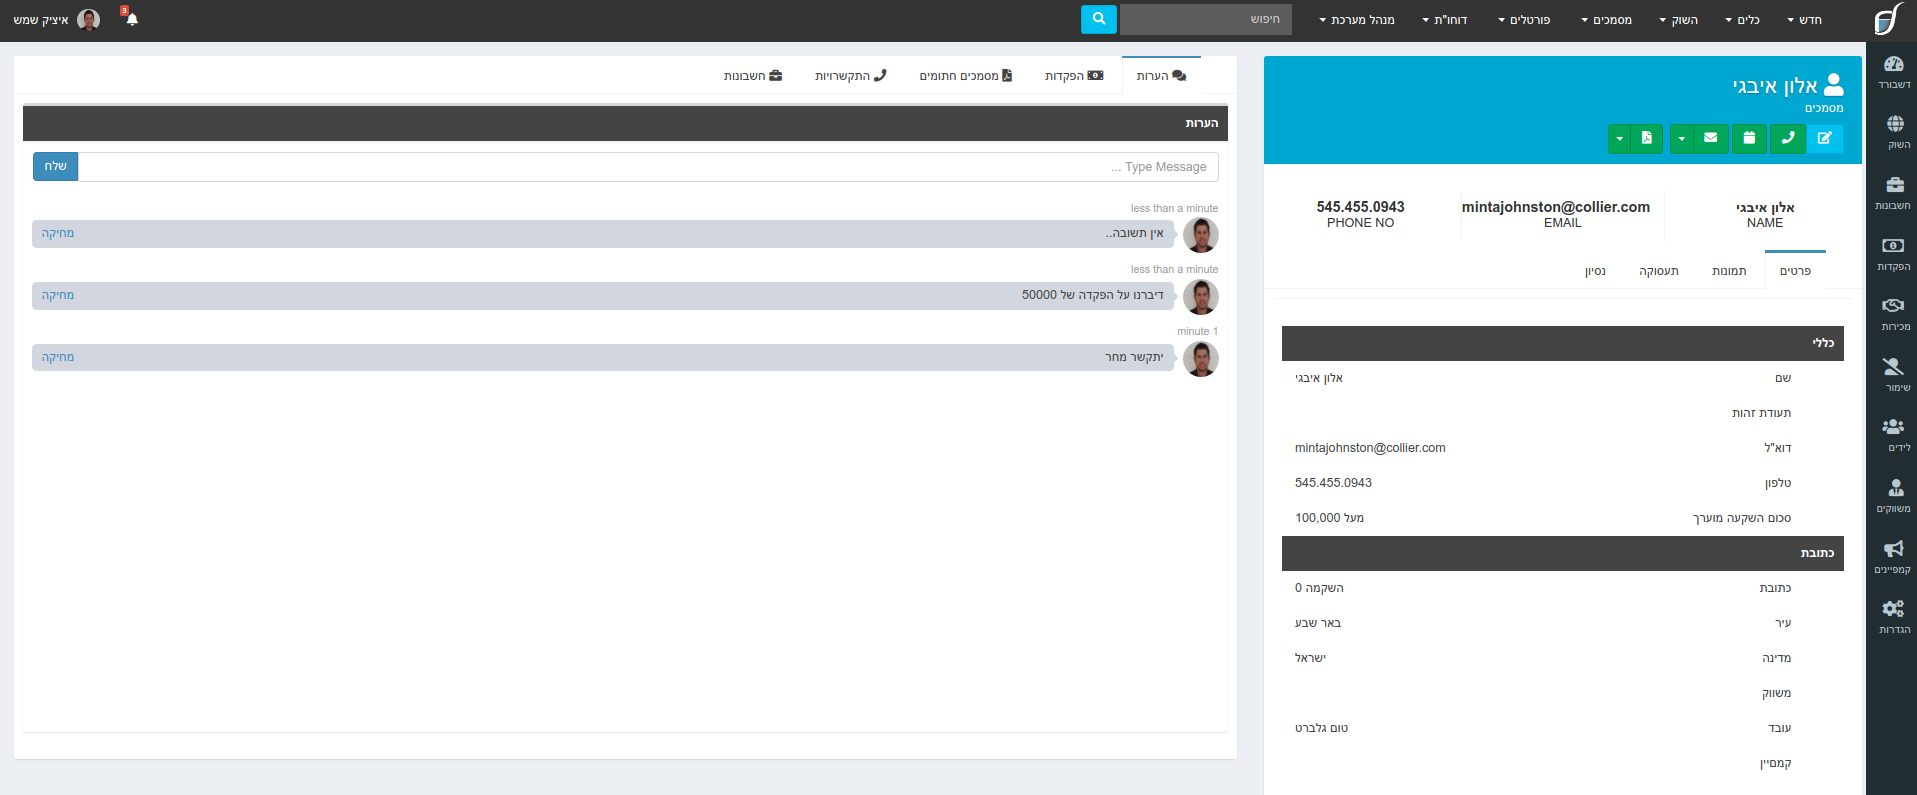 חדש
כלים
השוק
מסמכים
פורטלים
דוחו"ת
מנהל מערכת
חיפוש
3
איציק שמש
דשבורד
השוק
חשבונות
הפקדות
מכירות
שימור
לידים
משווקים
קמפיינים
הגדרות
אלון איבגי
מסמכים
אלון איבגי
NAME
mintajohnston@collier.com
EMAIL
545.455.0943
PHONE NO
פרטים
תמונות
תעסוקה
נסיון
כללי
שם אלון איבגי
תעודת זהות
דוא"ל mintajohnston@collier.com
טלפון 545.455.0943
סכום השקעה מוערך מעל 100,000
כתובת
כתובת השקמה 0
עיר באר שבע
מדינה ישראל
משווק
עובד טום גלברט
קמפיין
הערות
הפקדות
מסמכים חתומים
התקשרויות
חשבונות
הערות
Type Message ...
שלח
less than a minute
אין תשובה..
מחיקה
less than a minute
דיברנו על הפקדה של 50000
מחיקה
minute 1
יתקשר מחר
מחיקה